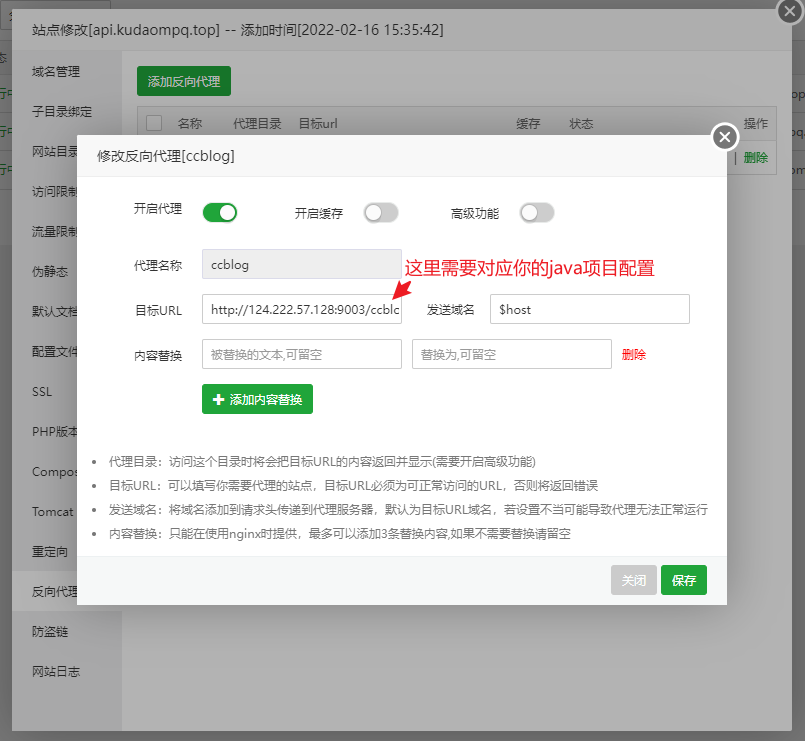 站点修改[api.kudaompq.top] -- 添加时间[2022-02-16 15:35:42]
域名管理
子目录绑定
网站目录
访问限制
流量限制
伪静态
默认文档
配置文件
SSL
PHP版本
Compos
Tomcat
重定向
反向代理
防盗链
网站日志
添加反向代理
名称 代理目录 目标url 缓存 状态 操作
| 删除
修改反向代理[ccblog]
开启代理 开启缓存 高级功能
代理名称 ccblog 这里需要对应你的java项目配置
目标URL http://124.222.57.128:9003/ccblc 发送域名 $host
内容替换 被替换的文本,可留空 替换为,可留空 删除
添加内容替换
代理目录：访问这个目录时将会把目标URL的内容返回并显示(需要开启高级功能)
目标URL：可以填写你需要代理的站点，目标URL必须为可正常访问的URL，否则将返回错误
发送域名：将域名添加到请求头传递到代理服务器，默认为目标URL域名，若设置不当可能导致代理无法正常运行
内容替换：只能在使用nginx时提供，最多可以添加3条替换内容,如果不需要替换请留空
关闭 保存